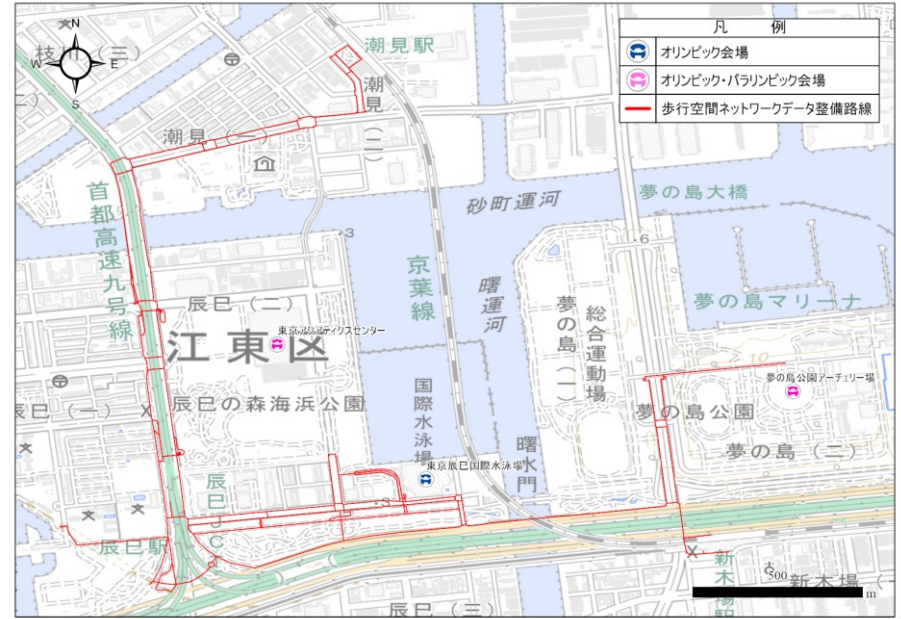 凡 例
オリンピック会場
オリンピック・パラリンピック会場
歩行空間ネットワークデータ整備路線
N
W
E
S
枝川(三)
潮見駅
潮見(二)
潮見(一)
砂町運河
夢の島大橋
首都高速九号線
京葉線
曙運河
6
3
夢の島マリーナ
辰巳(二)
夢の島(一)
総合運動場
江東区
東京アクアティクスセンター
10
夢の島公園アーチェリー場
国際水泳場
辰巳(一)
辰巳の森海浜公園
夢の島公園
夢の島(二)
東京辰巳国際水泳場
曙水門
辰巳JCT
3
辰巳駅
新木場駅
500
m
新木場(一
辰巳(三)